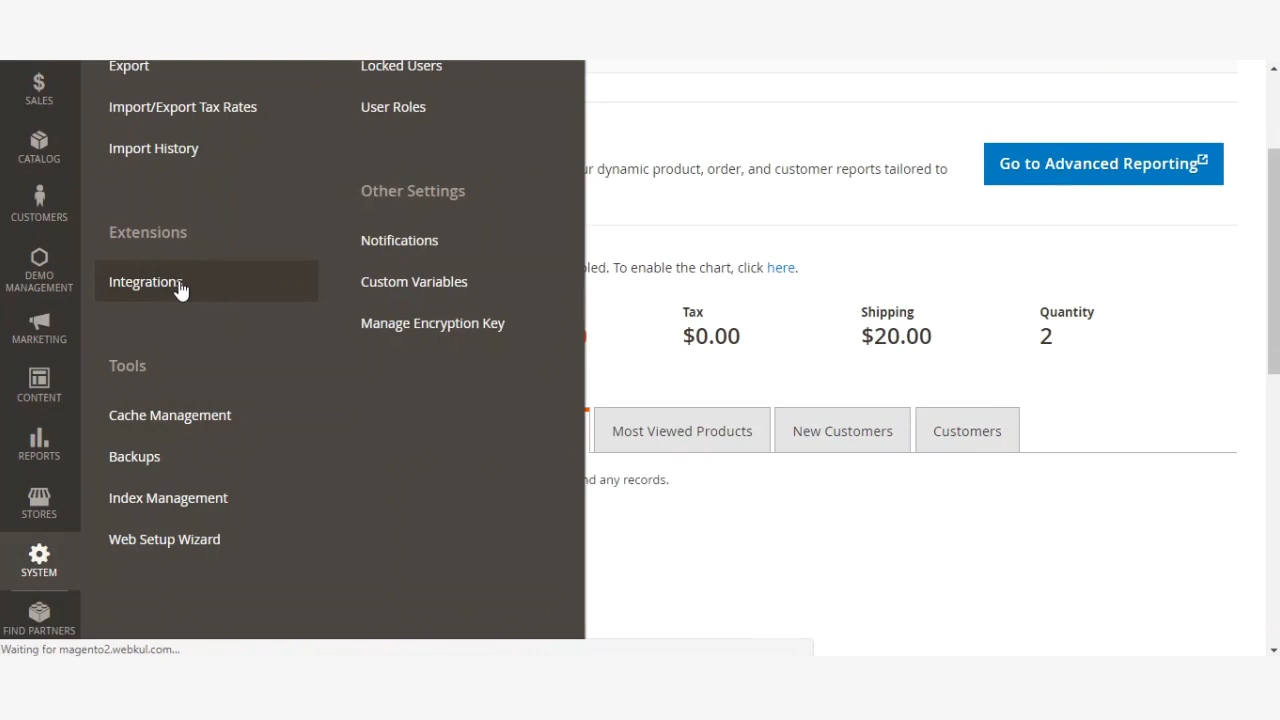 SALES
CATALOG
CUSTOMERS
DEMO
MANAGEMENT
MARKETING
CONTENT
REPORTS
STORES
SYSTEM
FIND PARTNERS
Export
Import/Export Tax Rates
Import History
Extensions
Integrations
Tools
Cache Management
Backups
Index Management
Web Setup Wizard
Locked Users
User Roles
Other Settings
Notifications
Custom Variables
Manage Encryption Key
dynamic product, order, and customer reports tailored to
Go to Advanced Reporting
To enable the chart, click here.
Tax
$0.00
Shipping
$20.00
Quantity
2
Most Viewed Products
New Customers
Customers
any records.
Waiting for magento2.webkul.com...